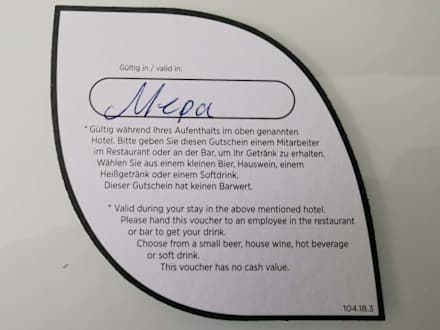 Gültig in / valid in:
Mepa
* Gültig während Ihres Aufenthalts im oben genannten
Hotel. Bitte geben Sie diesen Gutschein einem Mitarbeiter
im Restaurant oder an der Bar, um Ihr Getränk zu erhalten.
Wählen Sie aus einem kleinen Bier, Hauswein, einem
Heißgetränk oder einem Softdrink.
Dieser Gutschein hat keinen Barwert.
* Valid during your stay in the above mentioned hotel.
Please hand this voucher to an employee in the restaurant
or bar to get your drink.
Choose from a small beer, house wine, hot beverage
or soft drink.
This voucher has no cash value.
104.18.3